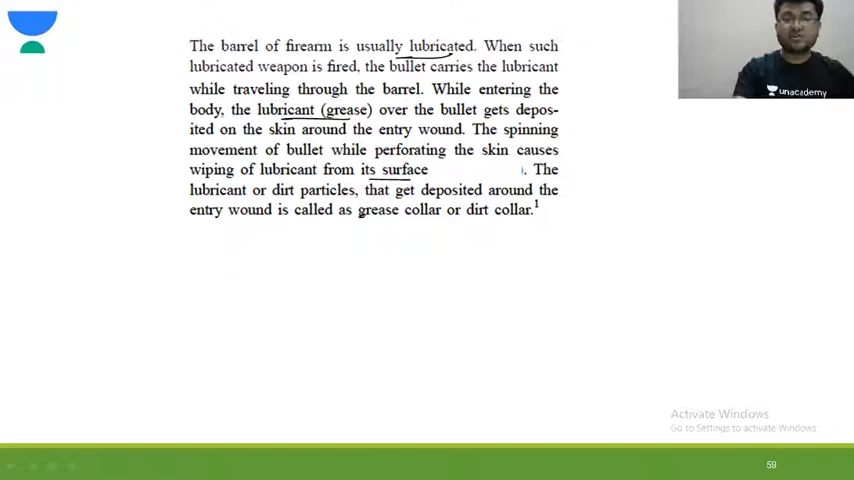 The barrel of firearm is usually lubricated. When such
lubricated weapon is fired, the bullet carries the lubricant
while traveling through the barrel. While entering the
body, the lubricant (grease) over the bullet gets depos-
ited on the skin around the entry wound. The spinning
movement of bullet while perforating the skin causes
wiping of lubricant from its surface ). The
lubricant or dirt particles, that get deposited around the
entry wound is called as grease collar or dirt collar.1
unacademy
Activate Windows
Go to Settings to activate Windows.
59